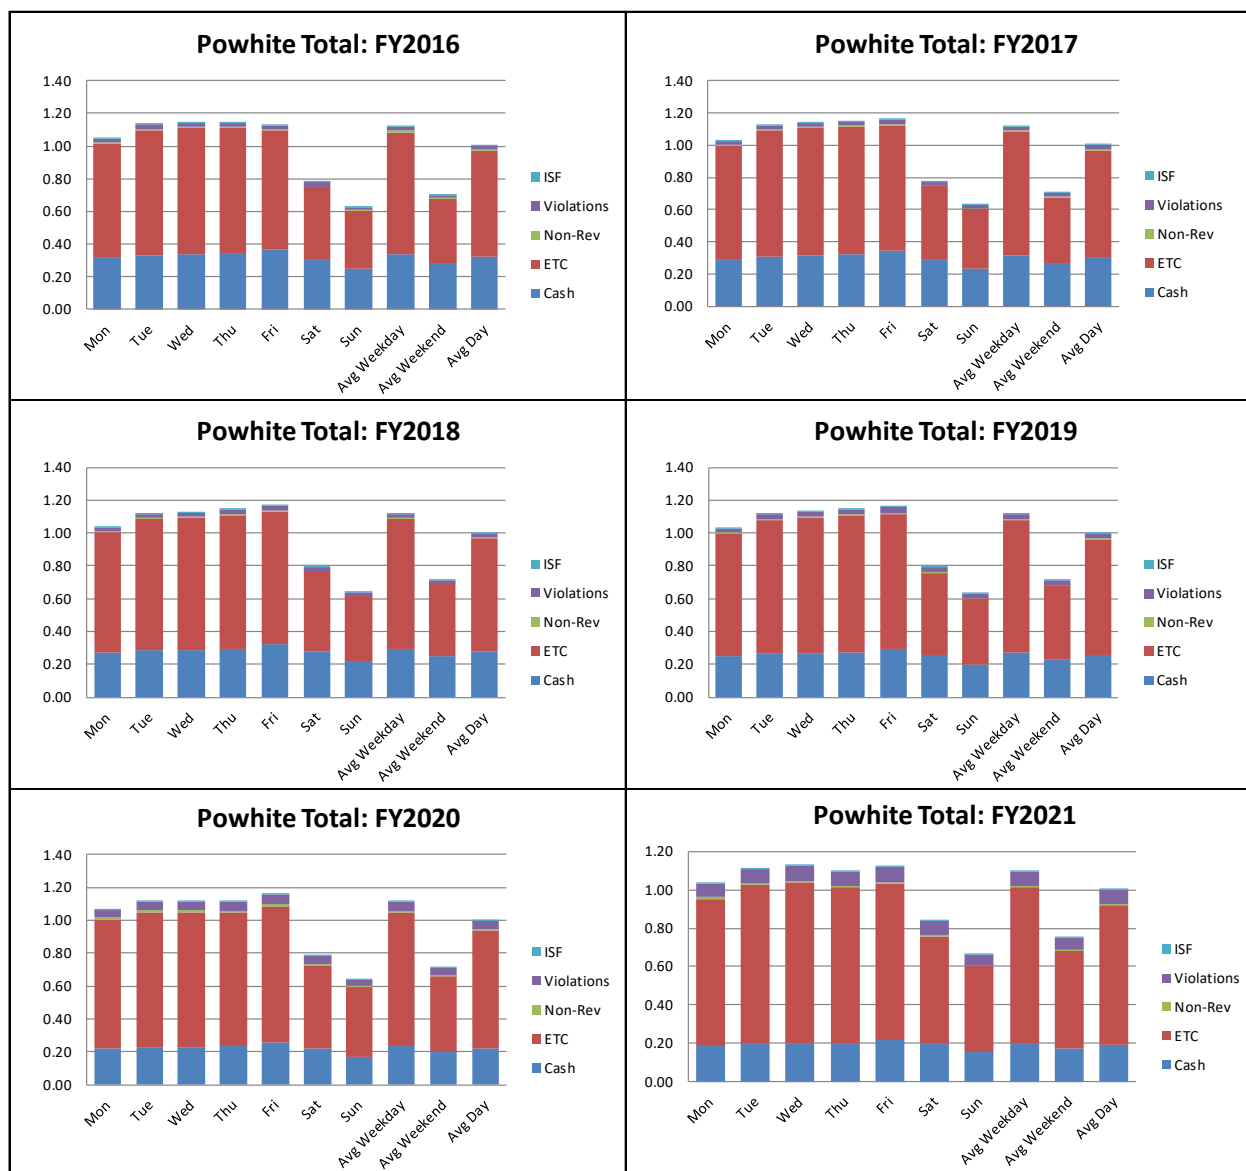 Powhite Total: FY2016
1.40
1.20
1.00
0.80
0.60
0.40
0.20
0.00
Mon
Tue
Wed
Thu
Fri
Sat
Sun
Avg Weekday
Avg Weekend
Avg Day
ISF
Violations
Non-Rev
ETC
Cash
Powhite Total: FY2017
1.40
1.20
1.00
0.80
0.60
0.40
0.20
0.00
Mon
Tue
Wed
Thu
Fri
Sat
Sun
Avg Weekday
Avg Weekend
Avg Day
ISF
Violations
Non-Rev
ETC
Cash
Powhite Total: FY2018
1.40
1.20
1.00
0.80
0.60
0.40
0.20
0.00
Mon
Tue
Wed
Thu
Fri
Sat
Sun
Avg Weekday
Avg Weekend
Avg Day
ISF
Violations
Non-Rev
ETC
Cash
Powhite Total: FY2019
1.40
1.20
1.00
0.80
0.60
0.40
0.20
0.00
Mon
Tue
Wed
Thu
Fri
Sat
Sun
Avg Weekday
Avg Weekend
Avg Day
ISF
Violations
Non-Rev
ETC
Cash
Powhite Total: FY2020
1.40
1.20
1.00
0.80
0.60
0.40
0.20
0.00
Mon
Tue
Wed
Thu
Fri
Sat
Sun
Avg Weekday
Avg Weekend
Avg Day
ISF
Violations
Non-Rev
ETC
Cash
Powhite Total: FY2021
1.20
1.00
0.80
0.60
0.40
0.20
0.00
Mon
Tue
Wed
Thu
Fri
Sat
Sun
Avg Weekday
Avg Weekend
Avg Day
ISF
Violations
Non-Rev
ETC
Cash